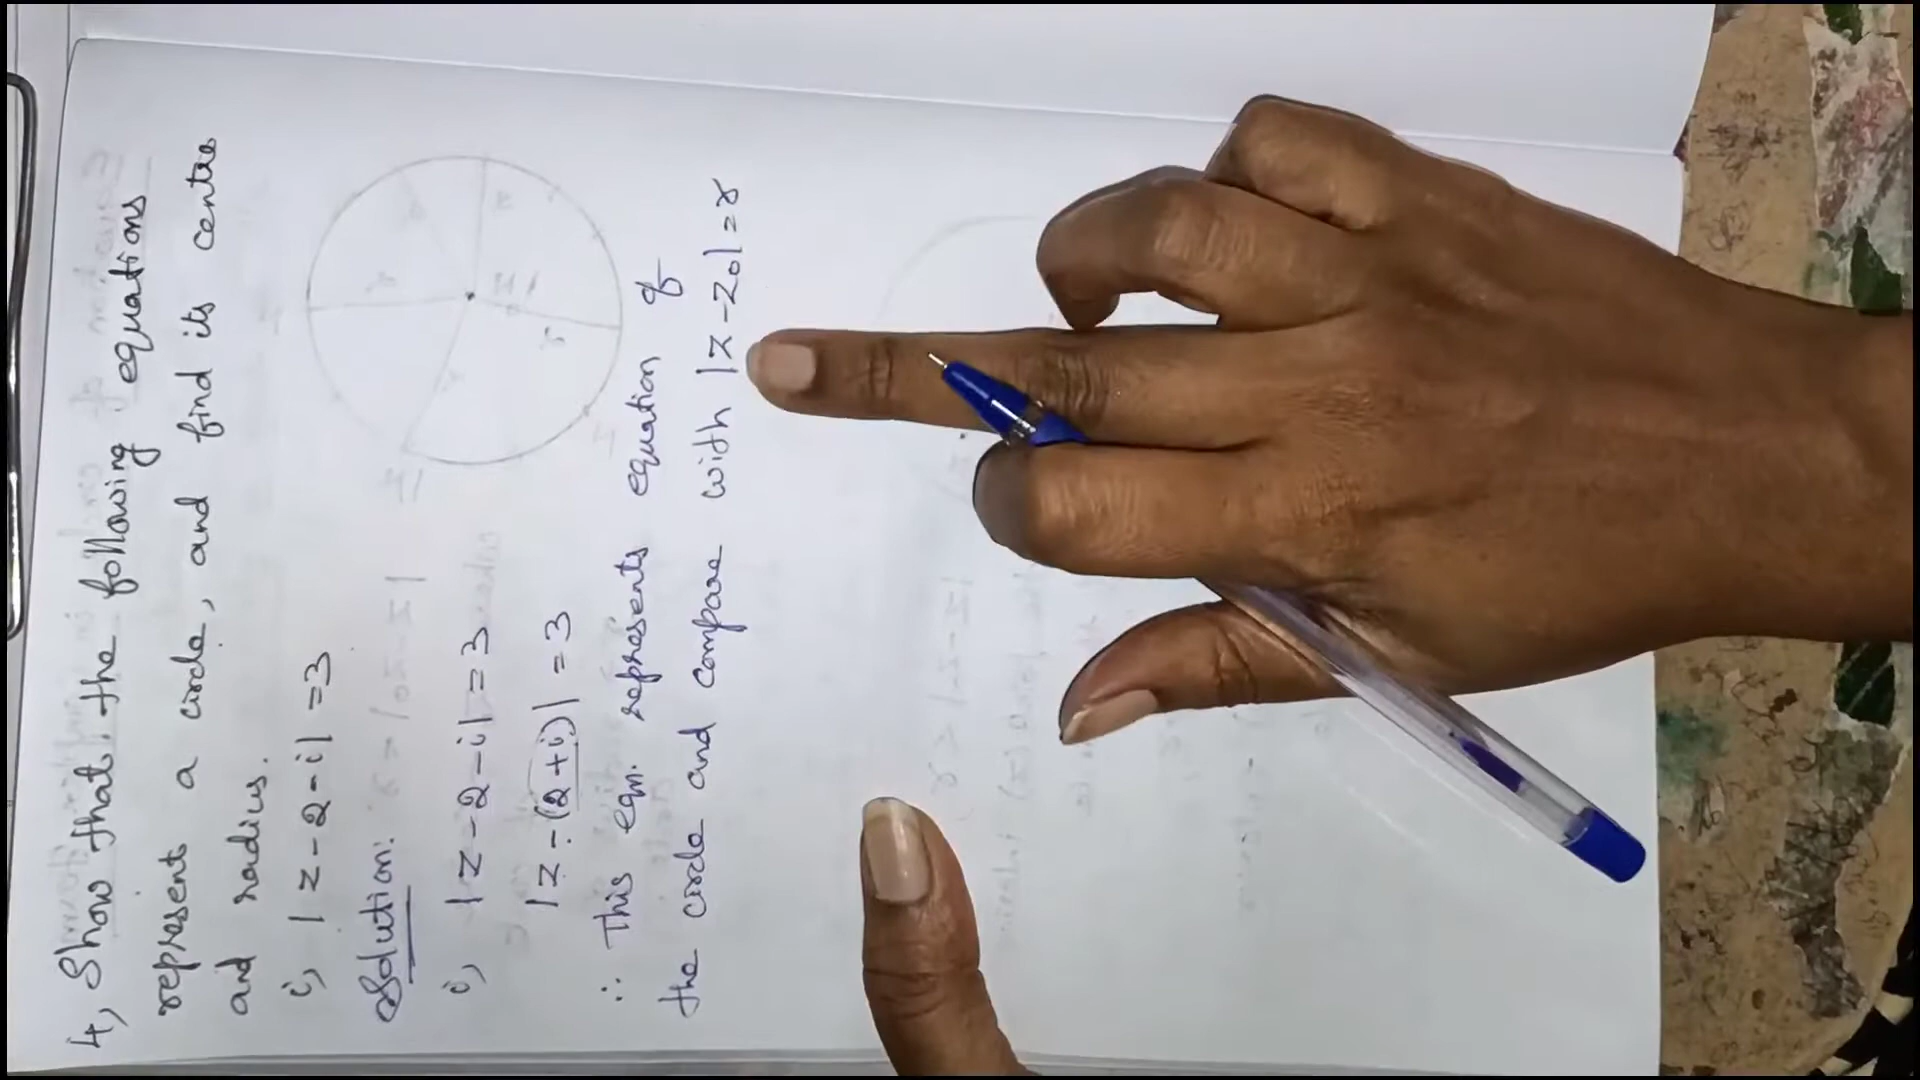 4, Show that the following equations
represent a circle, and find its centre
and radius.
i, |z-2-i|=3
Solution:
i, |z-2-i|=3
|z-(2+i)|=3
∴ This eqn. represents equation of
the circle and compare with |z-z₀|=r